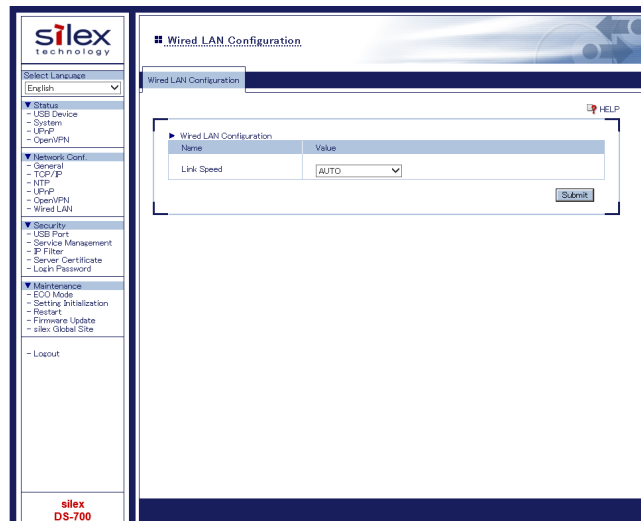 silex
technology
Select Language
English
▼ Status
- USB Device
- System
- UPnP
- OpenVPN
▼ Network Conf.
- General
- TCP/IP
- NTP
- UPnP
- OpenVPN
- Wired LAN
▼ Security
- USB Port
- Service Management
- IP Filter
- Server Certificate
- Login Password
▼ Maintenance
- ECO Mode
- Setting Initialization
- Restart
- Firmware Update
- silex Global Site
- Logout
silex
DS-700
Wired LAN Configuration
Wired LAN Configuration
HELP
▶ Wired LAN Configuration
Name Value
Link Speed AUTO
Submit